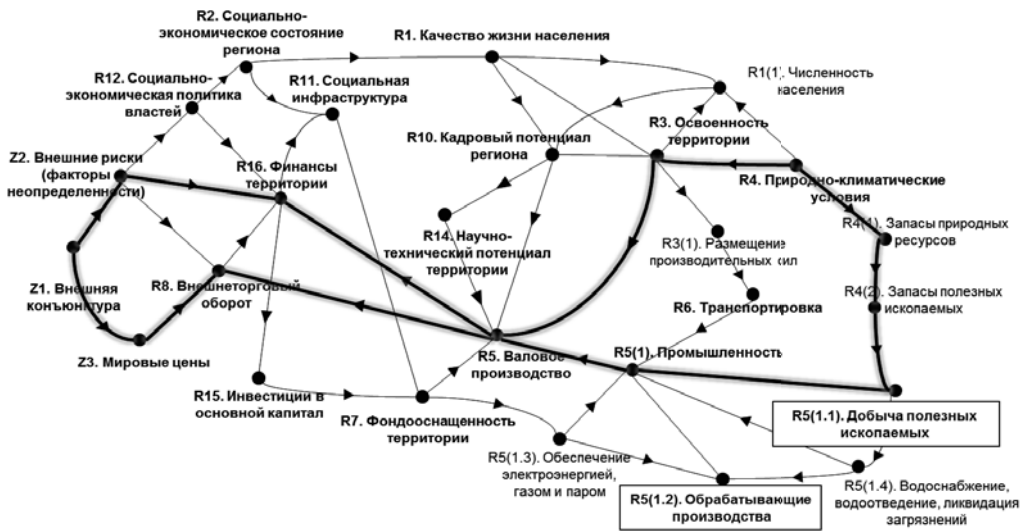 R2. Социально-
экономическое состояние
региона
R1. Качество жизни населения
R12. Социально-
экономическая политика
властей
R11. Социальная
инфраструктура
R1(1). Численность
населения
R10. Кадровый потенциал
региона
R3. Освоенность
территории
Z2. Внешние риски
(факторы
неопределенности)
R16. Финансы
территории
R4. Природно-климатические
условия
R14. Научно-
технический потенциал
территории
R3(1). Размещение
производительных сил
R4(1). Запасы природных
ресурсов
Z1. Внешняя
конъюнктура
R8. Внешнеторговый
оборот
R6. Транспортировка
R4(2). Запасы полезных
ископаемых
Z3. Мировые цены
R5. Валовое
производство
R5(1). Промышленность
R15. Инвестиции в
основной капитал
R7. Фондооснащенность
территории
R5(1.1). Добыча полезных
ископаемых
R5(1.3). Обеспечение
электроэнергией,
газом и паром
R5(1.2). Обрабатывающие
производства
R5(1.4). Водоснабжение,
водоотведение, ликвидация
загрязнений